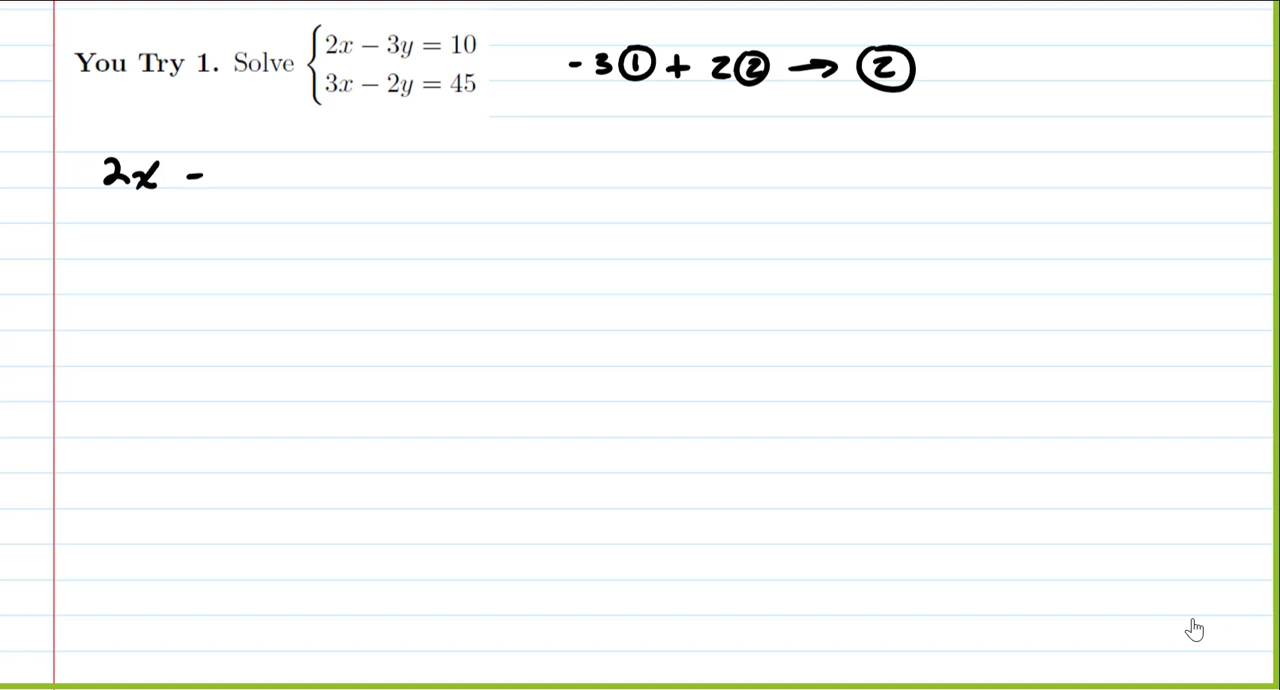 You Try 1. Solve { 2x − 3y = 10
3x − 2y = 45
-3① + 2② → ②
2x -